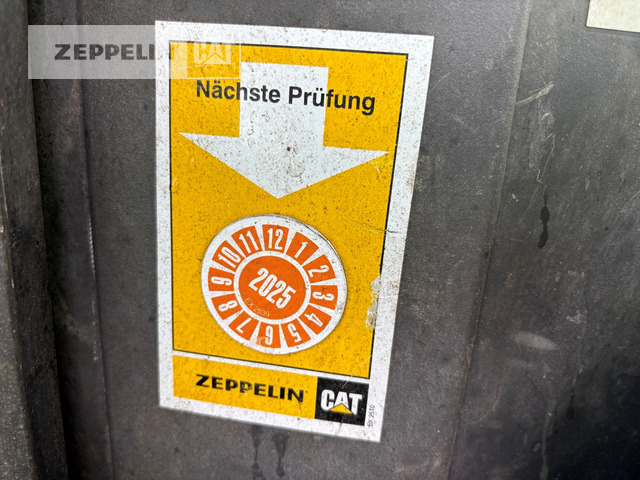 ZEPPELIN CAT
Nächste Prüfung
10 11 12 1 2
9 3
8 4
7 6 5
2025
ZEPPELIN CAT